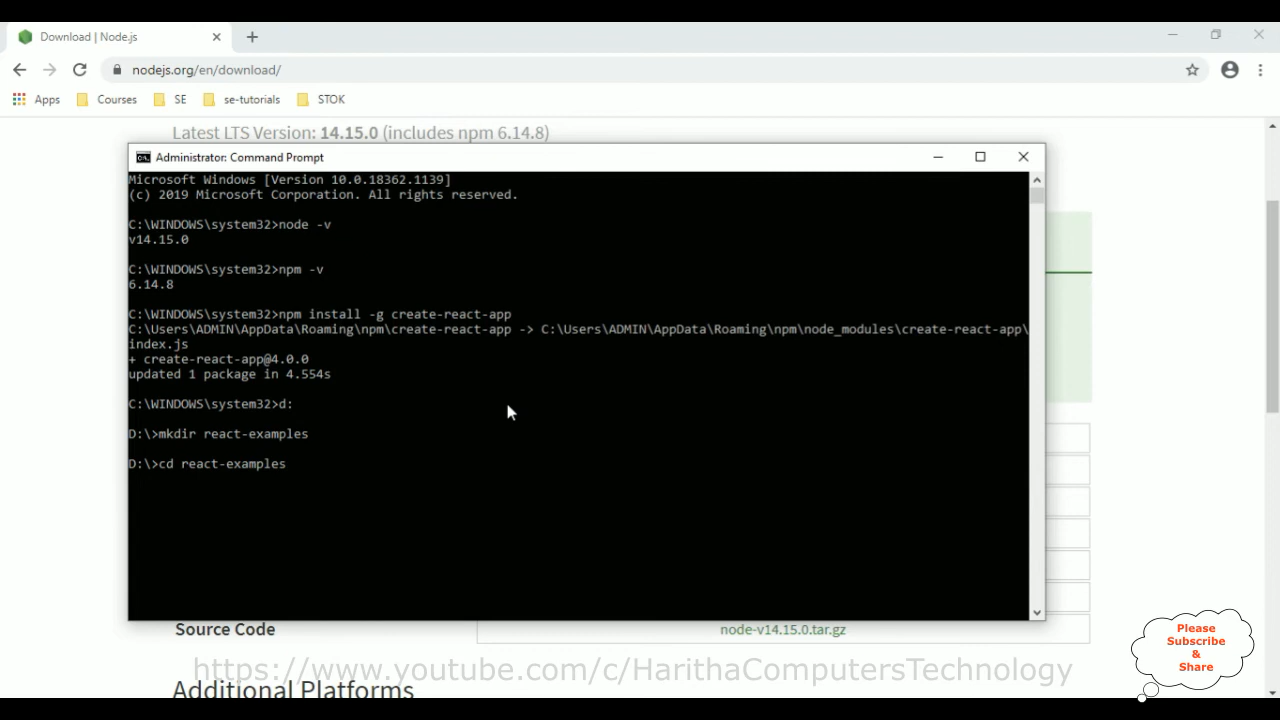 Download | Node.js
nodejs.org/en/download/
Apps
Courses
SE
se-tutorials
STOK
Latest LTS Version: 14.15.0 (includes npm 6.14.8)
Administrator: Command Prompt
Microsoft Windows [Version 10.0.18362.1139]
(c) 2019 Microsoft Corporation. All rights reserved.
C:\WINDOWS\system32>node -v
v14.15.0
C:\WINDOWS\system32>npm -v
6.14.8
C:\WINDOWS\system32>npm install -g create-react-app
C:\Users\ADMIN\AppData\Roaming\npm\create-react-app -> C:\Users\ADMIN\AppData\Roaming\npm\node_modules\create-react-app\
index.js
+ create-react-app@4.0.0
updated 1 package in 4.554s
C:\WINDOWS\system32>d:
D:\>mkdir react-examples
D:\>cd react-examples
Source Code
node-v14.15.0.tar.gz
https://www.youtube.com/c/HarithaComputersTechnology
Additional Platforms
Please
Subscribe
&
Share